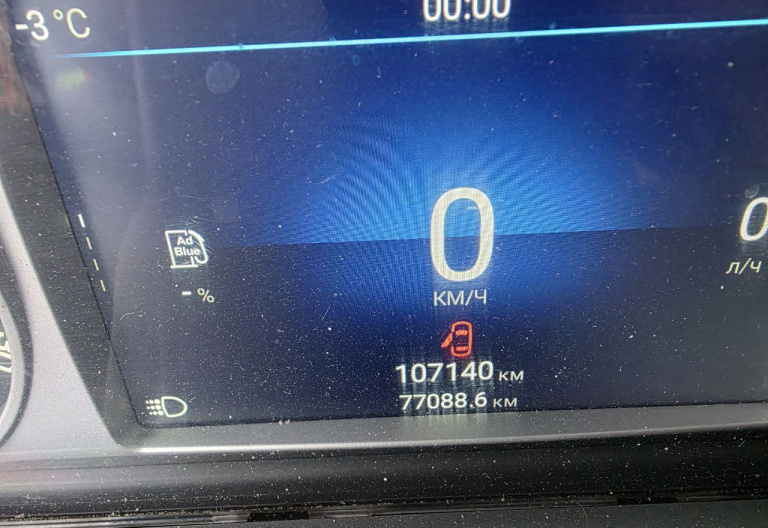 -3°C
00:00
0
КМ/Ч
0
л/ч
Ad
Blue
- %
107140 км
77088.6 км